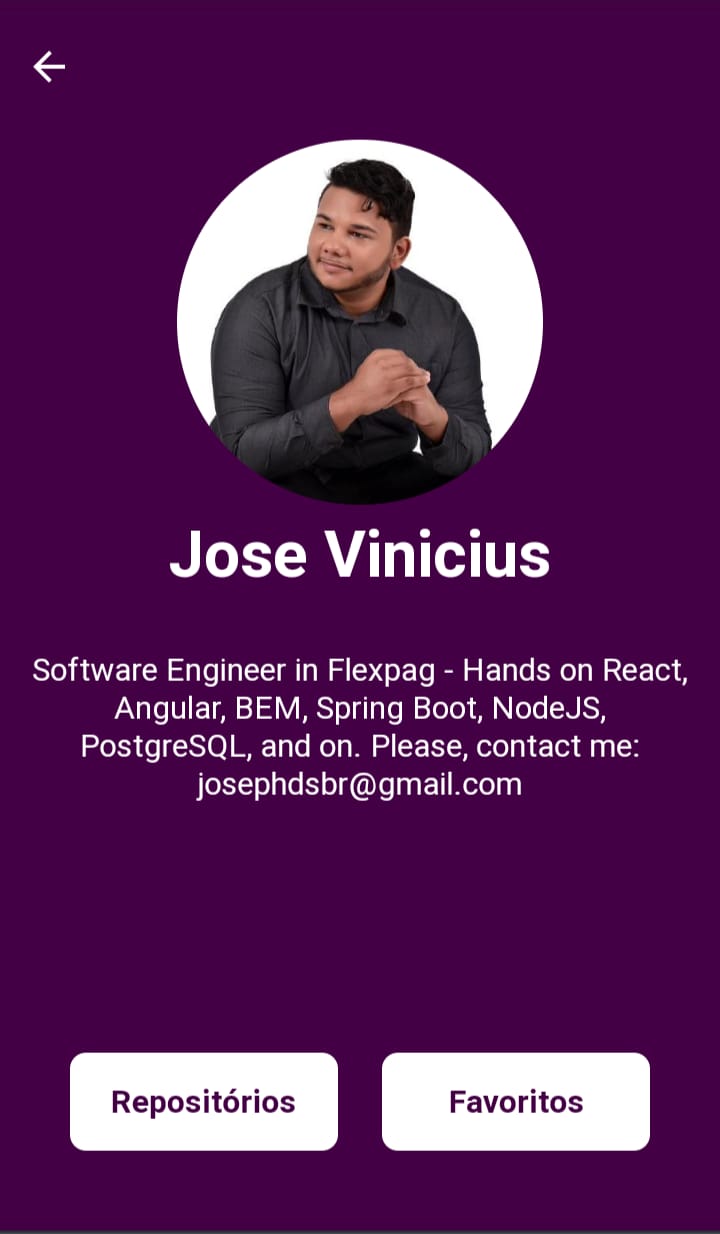 Jose Vinicius
Software Engineer in Flexpag - Hands on React,
Angular, BEM, Spring Boot, NodeJS,
PostgreSQL, and on. Please, contact me:
josephdsbr@gmail.com
Repositórios
Favoritos